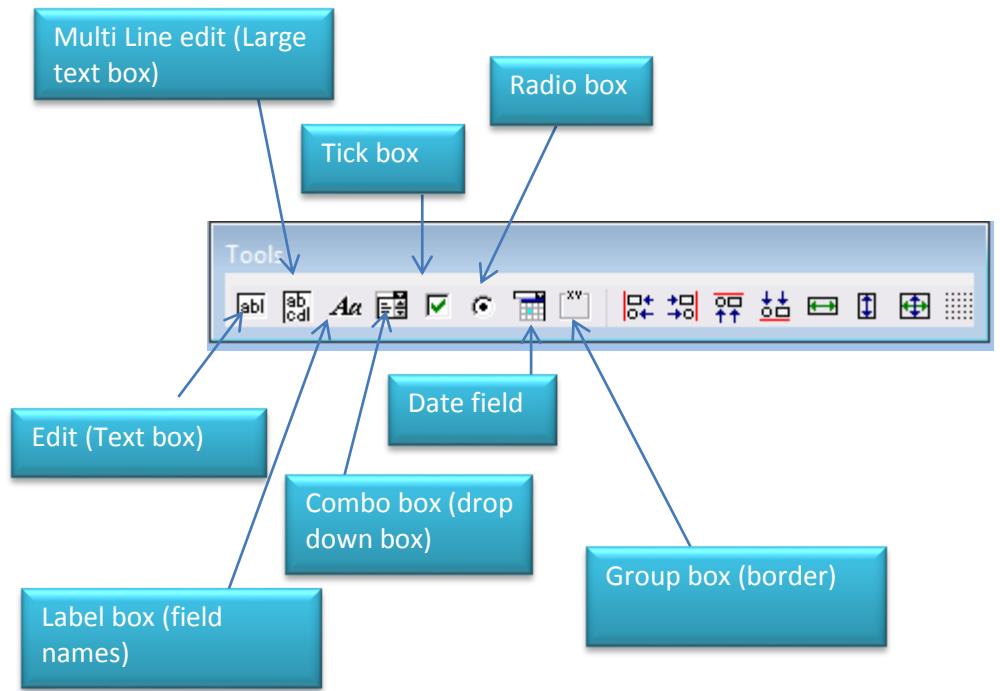 Multi Line edit (Large
text box)
Radio box
Tick box
Tools
abl
ab
cdl
Aa
XY
Date field
Edit (Text box)
Combo box (drop
down box)
Group box (border)
Label box (field
names)